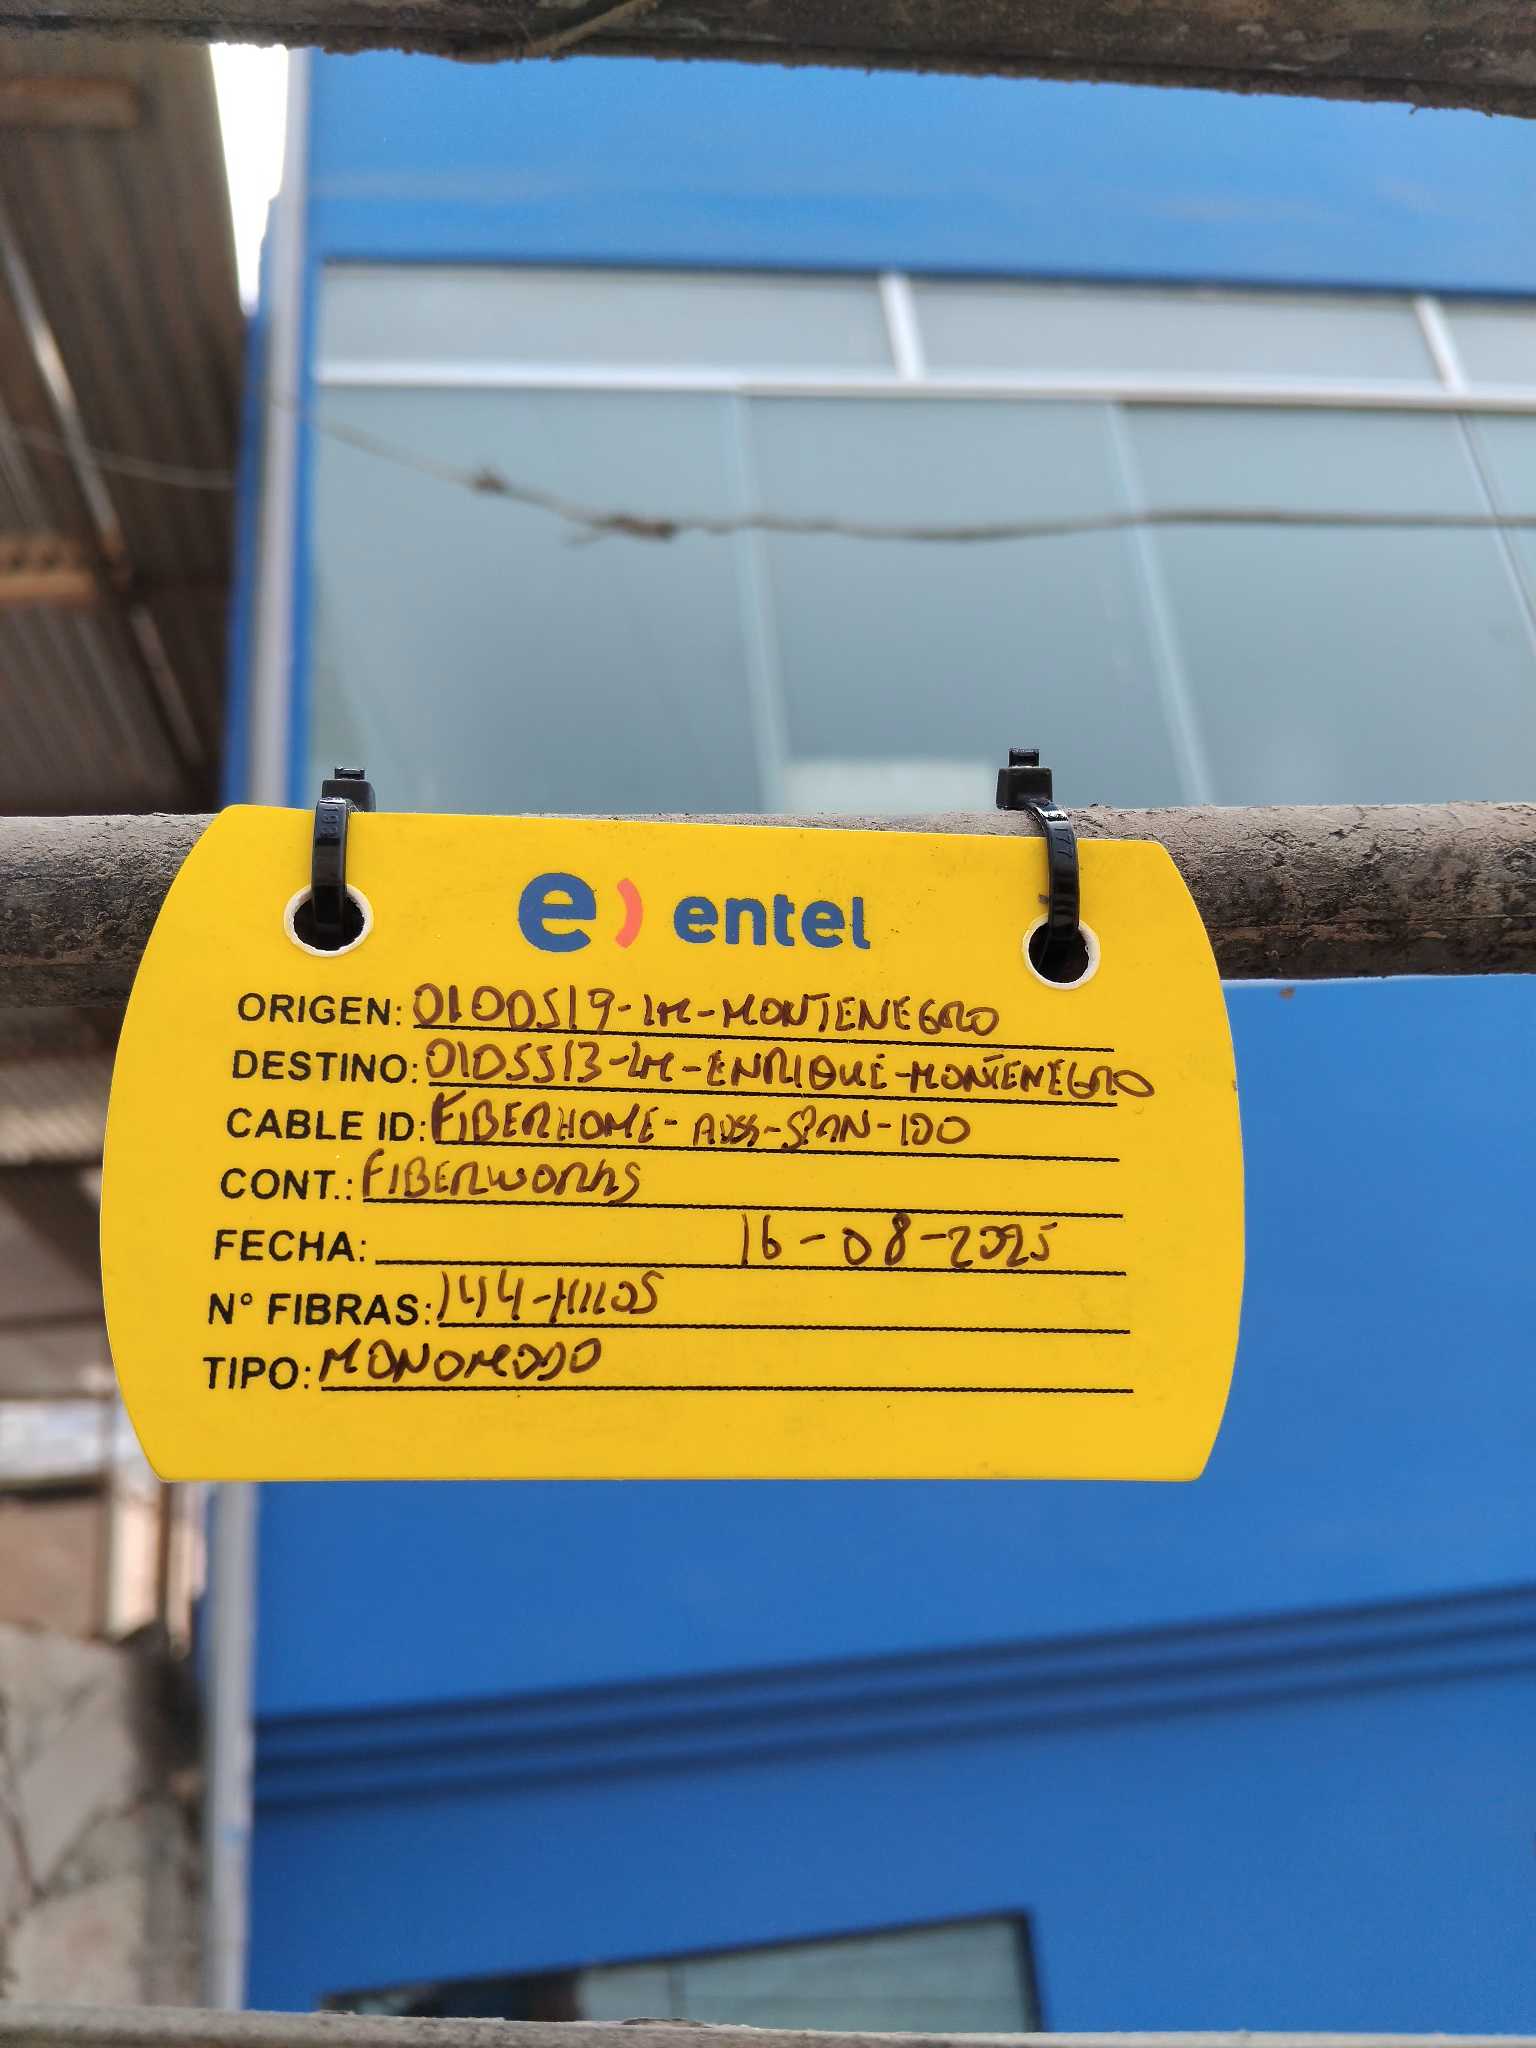 e) entel
ORIGEN: 0100519-LM-MONTENEGRO
DESTINO: 0105513-LM-ENRIQUE-MONTENEGRO
CABLE ID: FIBERHOME-ADSS-SPAN-100
CONT.: FIBERWORKS
FECHA: 16-08-2025
N° FIBRAS: 144-HILOS
TIPO: MONOMODO